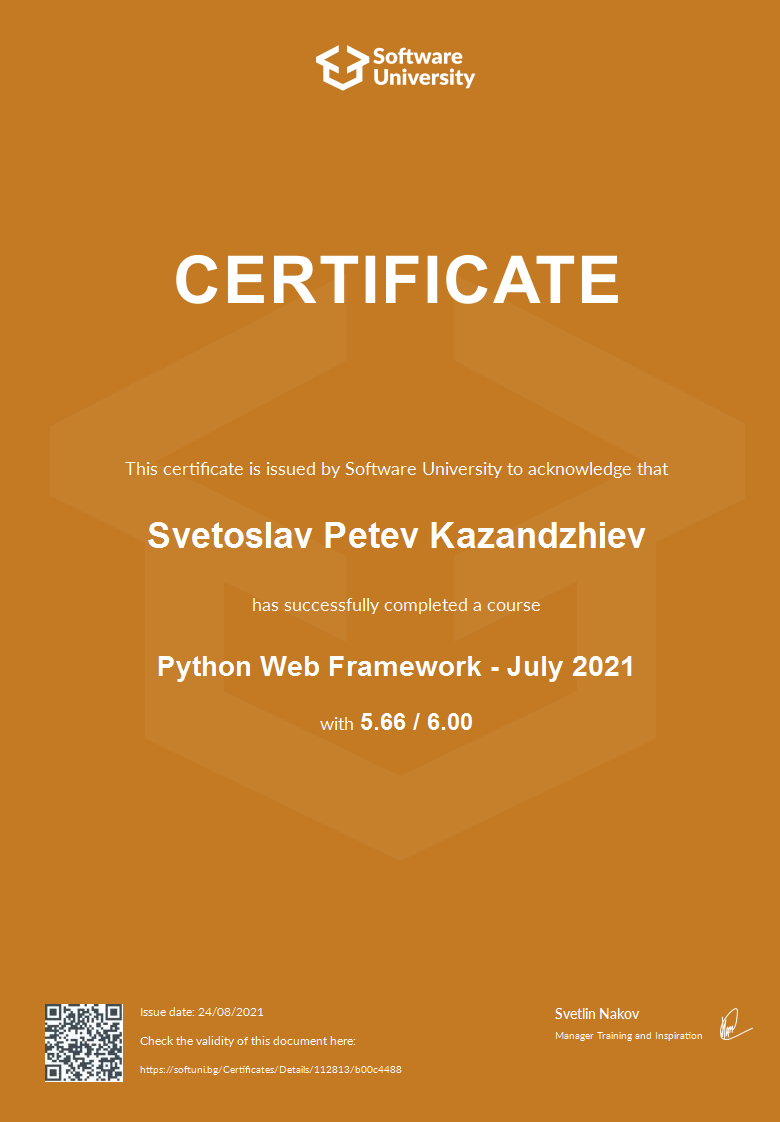 Software
University
CERTIFICATE
This certificate is issued by Software University to acknowledge that
Svetoslav Petev Kazandzhiev
has successfully completed a course
Python Web Framework - July 2021
with 5.66 / 6.00
Issue date: 24/08/2021
Check the validity of this document here:
https://softuni.bg/Certificates/Details/112813/b00c4488
Svetlin Nakov
Manager Training and Inspiration